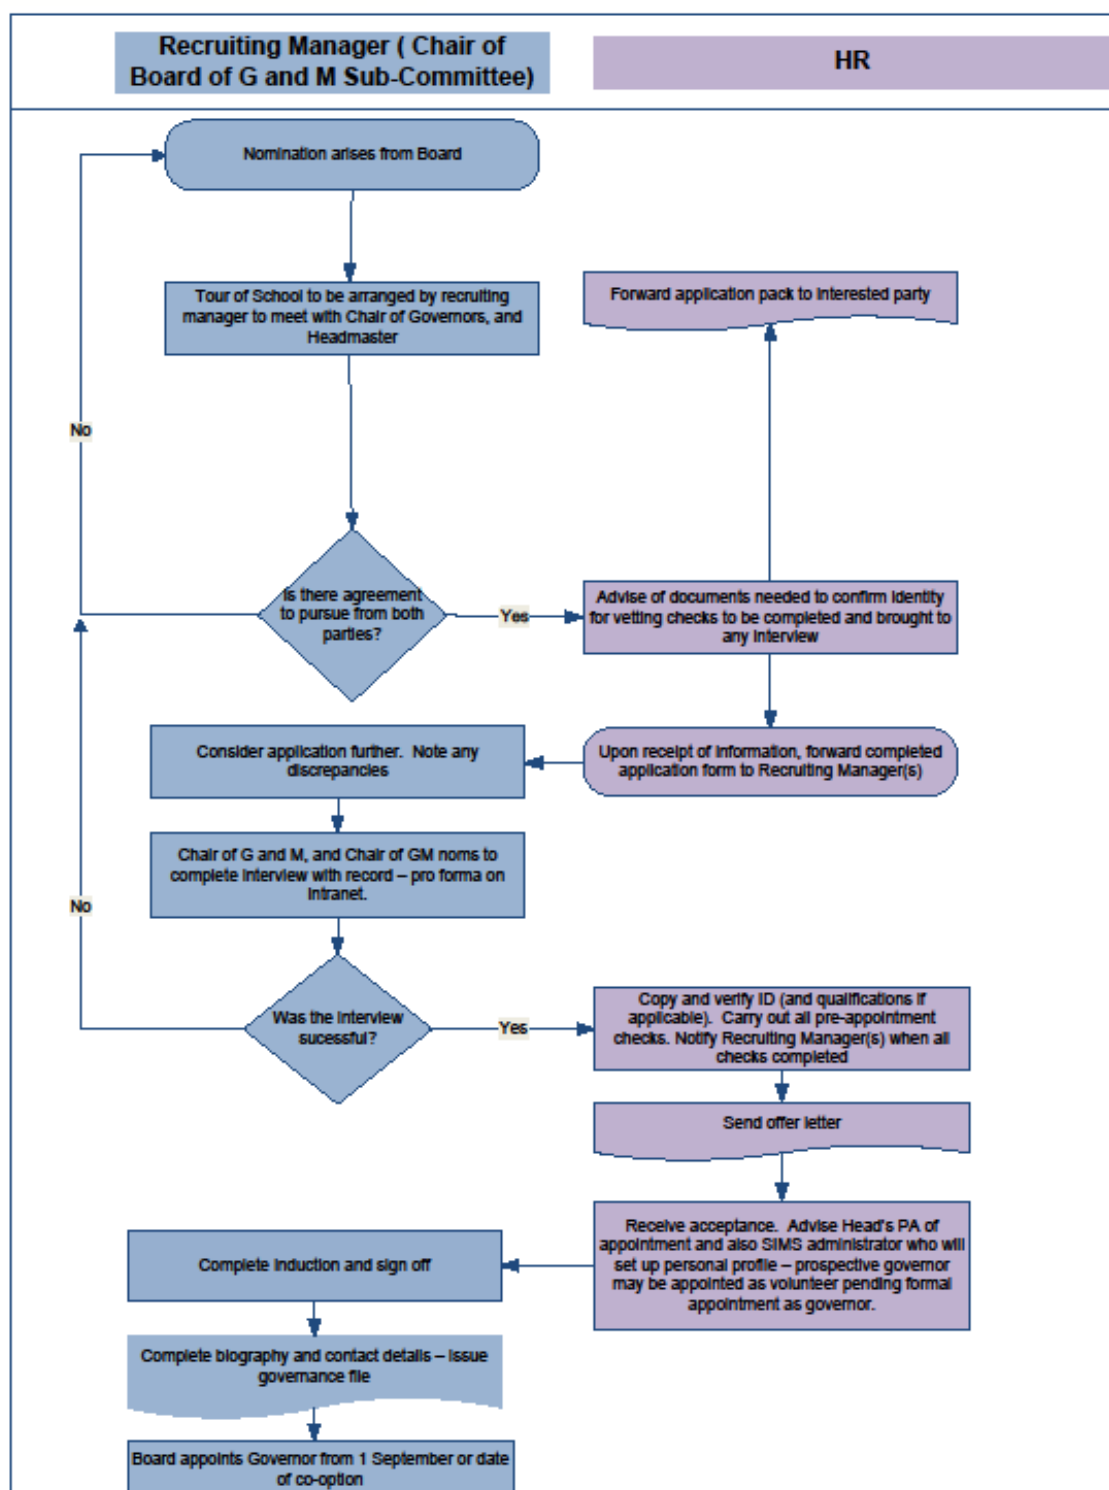 Recruiting Manager ( Chair of
Board of G and M Sub-Committee)
HR
Nomination arises from Board
Tour of School to be arranged by recruiting
manager to meet with Chair of Governors, and
Headmaster
Forward application pack to interested party
No
Is there agreement
to pursue from both
parties?
Yes
Advise of documents needed to confirm identity
for vetting checks to be completed and brought to
any interview
Consider application further. Note any
discrepancies
Upon receipt of information, forward completed
application form to Recruiting Manager(s)
Chair of G and M, and Chair of GM noms to
complete interview with record – pro forma on
intranet.
No
Was the interview
sucessful?
Yes
Copy and verify ID (and qualifications if
applicable). Carry out all pre-appointment
checks. Notify Recruiting Manager(s) when all
checks completed
Send offer letter
Receive acceptance. Advise Head's PA of
appointment and also SIMS administrator who will
set up personal profile – prospective governor
may be appointed as volunteer pending formal
appointment as governor.
Complete induction and sign off
Complete biography and contact details – issue
governance file
Board appoints Governor from 1 September or date
of co-option